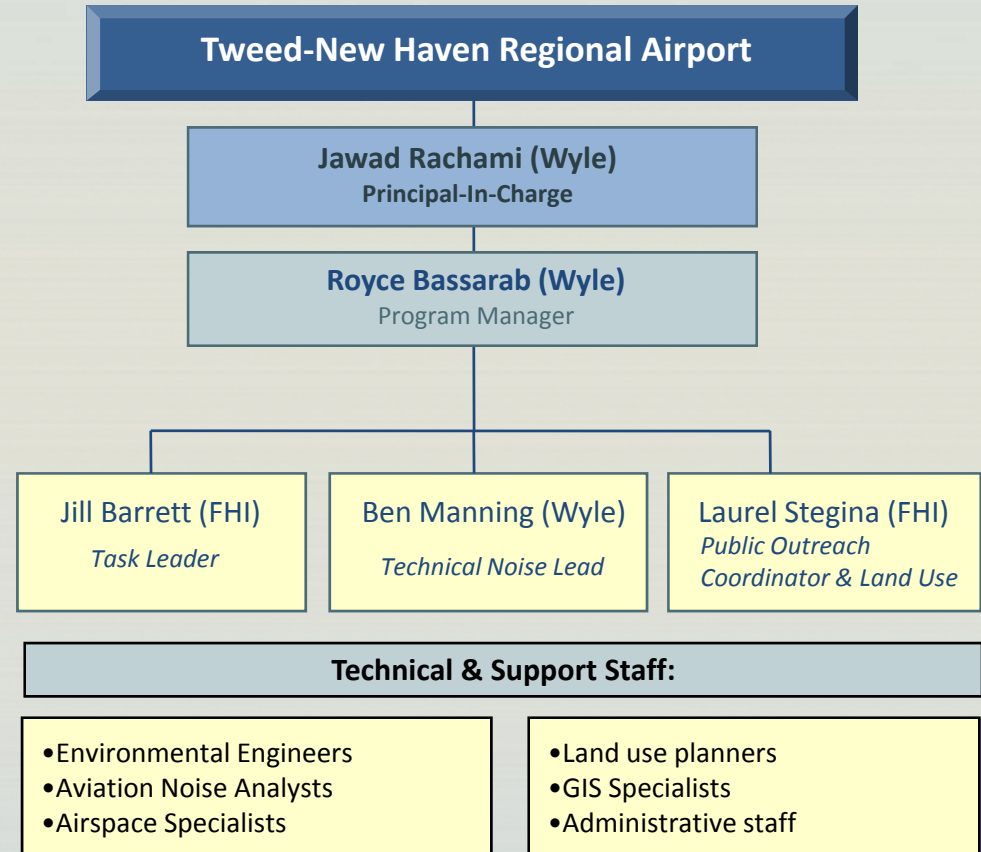 Tweed-New Haven Regional Airport
Jawad Rachami (Wyle)
Principal-In-Charge
Royce Bassarab (Wyle)
Program Manager
Jill Barrett (FHI)
Task Leader
Ben Manning (Wyle)
Technical Noise Lead
Laurel Stegina (FHI)
Public Outreach
Coordinator & Land Use
Technical & Support Staff:
•Environmental Engineers
•Aviation Noise Analysts
•Airspace Specialists
•Land use planners
•GIS Specialists
•Administrative staff